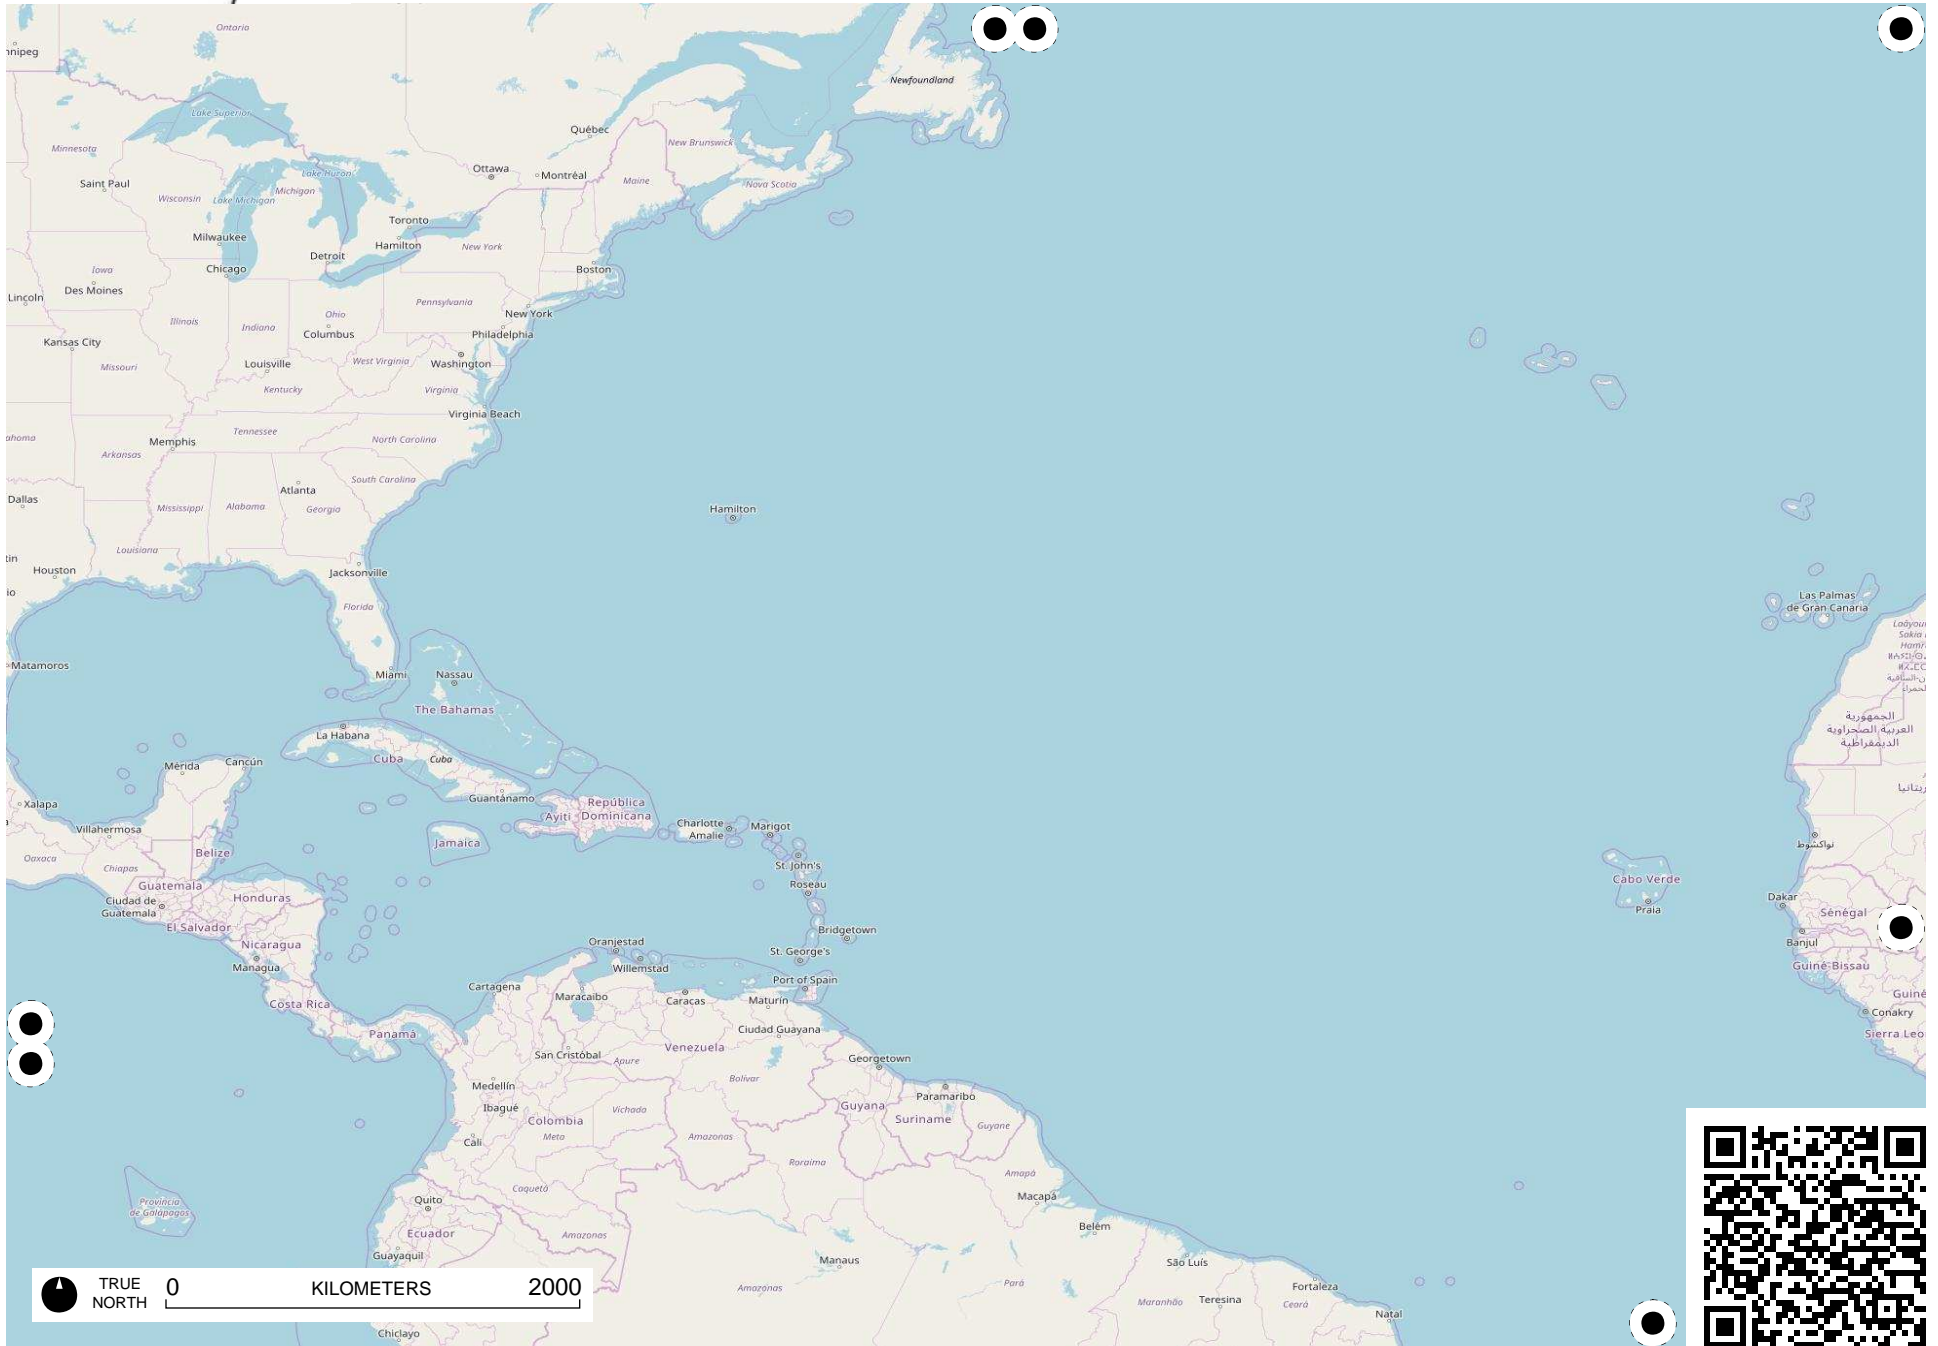 Ontario
Newfoundland
Lake Superior
Québec
New Brunswick
Minnesota
Ottawa
Montréal
Lake Huron
Maine
Saint Paul
Michigan
Nova Scotia
Wisconsin
Lake Michigan
Toronto
Milwaukee
Hamilton
New York
Detroit
Chicago
Boston
Iowa
Des Moines
Lincoln
Pennsylvania
New York
Ohio
Illinois
Indiana
Columbus
Philadelphia
Kansas City
West Virginia
Washington
Missouri
Louisville
Kentucky
Virginia
Virginia Beach
Tennessee
North Carolina
Memphis
Arkansas
South Carolina
Atlanta
Dallas
Mississippi
Alabama
Georgia
Hamilton
Louisiana
Houston
Jacksonville
Las Palmas
de Gran Canaria
Florida
Matamoros
Miami
Nassau
The Bahamas
الجمهورية
العربية الصحراوية
الديمقراطية
La Habana
Cuba
Cuba
Mérida
Cancún
Guantánamo
Xalapa
República
Dominicana
Ayiti
Villahermosa
Charlotte
Amalie
Marigot
Jamaica
نواكشوط
Belize
Oaxaca
Chiapas
St. John's
Guatemala
Roseau
Cabo Verde
Honduras
Ciudad de
Guatemala
Dakar
Praia
Sénégal
El Salvador
Bridgetown
Nicaragua
Oranjestad
Banjul
St. George's
Managua
Willemstad
Guiné-Bissau
Cartagena
Port of Spain
Maracaibo
Caracas
Maturín
Costa Rica
Conakry
Panamá
Ciudad Guayana
Venezuela
San Cristóbal
Apure
Georgetown
Bolívar
Medellín
Paramaribo
Ibagué
Vichada
Guyana
Colombia
Suriname
Guyane
Cali
Meta
Amazonas
Roraima
Amapá
Caquetá
Macapá
Quito
Provincia
de Galápagos
Belém
Ecuador
Amazonas
Guayaquil
Manaus
São Luís
TRUE
NORTH
0 KILOMETERS 2000
Amazonas
Pará
Fortaleza
Maranhão
Teresina
Ceará
Natal
Chiclayo